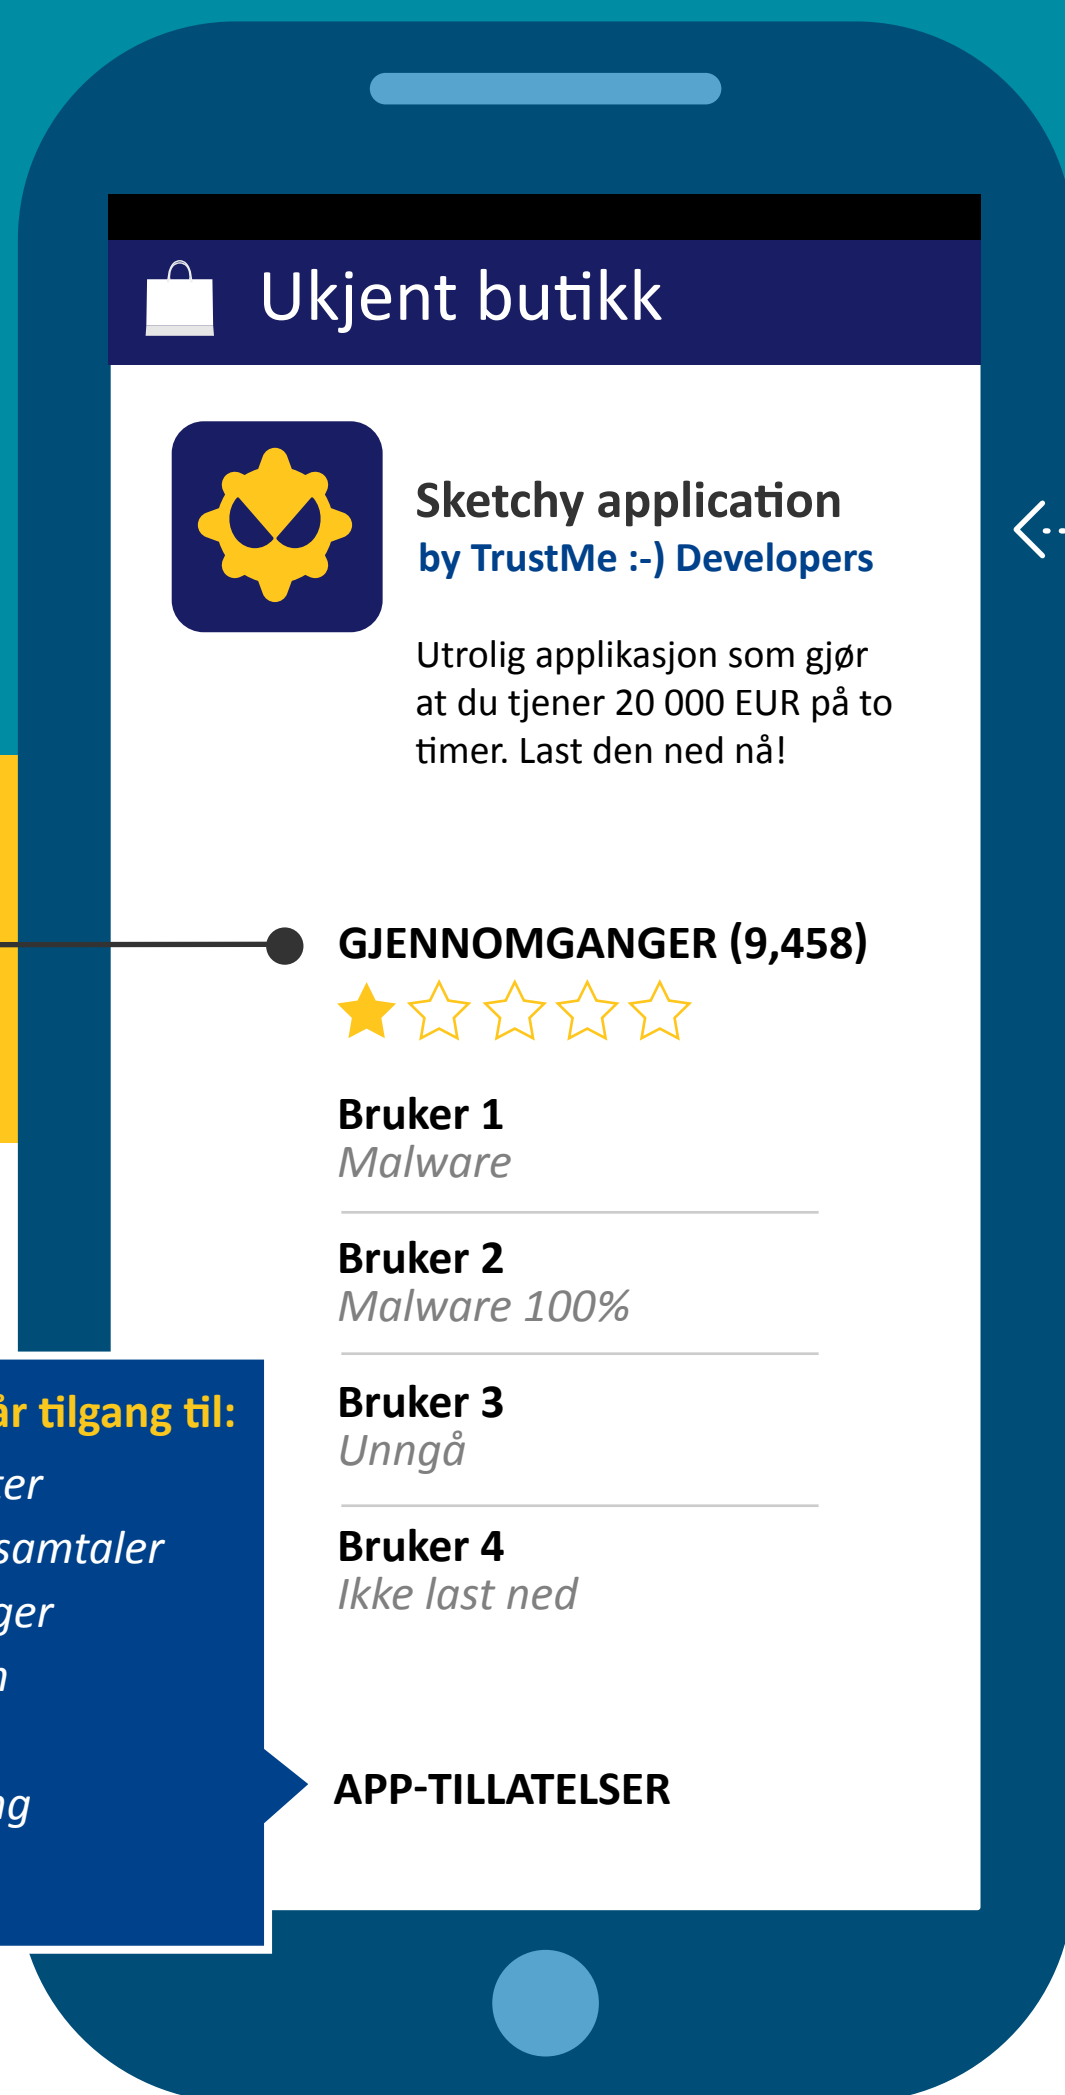 Ukjent butikk
Sketchy application
by TrustMe :-) Developers
Utrolig applikasjon som gjør
at du tjener 20 000 EUR på to
timer. Last den ned nå!
GJENNOMGANGER (9,458)
Bruker 1
Malware
Bruker 2
Malware 100%
Bruker 3
Unngå
Bruker 4
Ikke last ned
tilgang til:
samtaler
APP-TILLATELSER